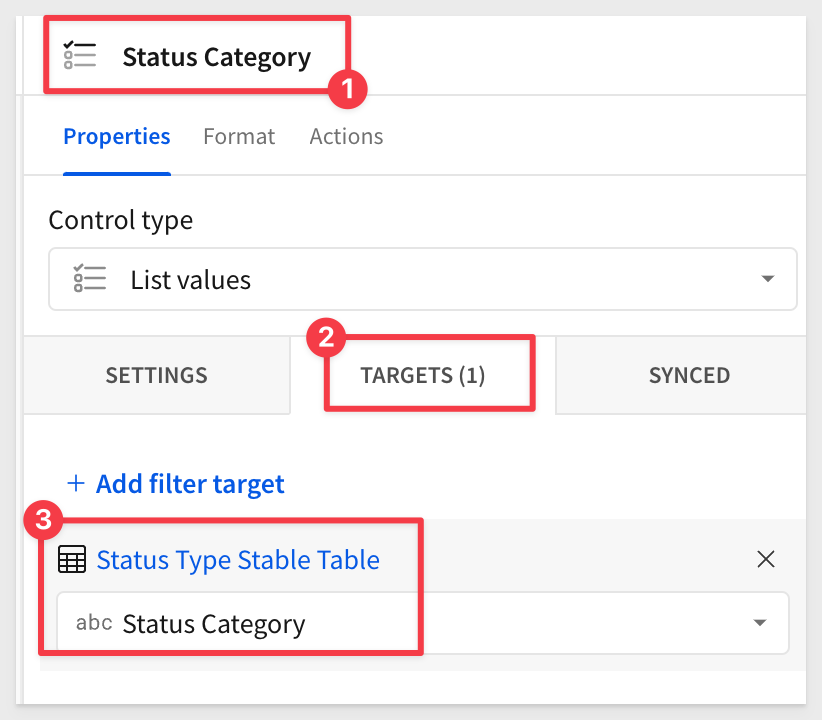 Status Category
1
Properties Format Actions
Control type
List values
2
SETTINGS TARGETS (1) SYNCED
+ Add filter target
3
Status Type Stable Table
abc Status Category